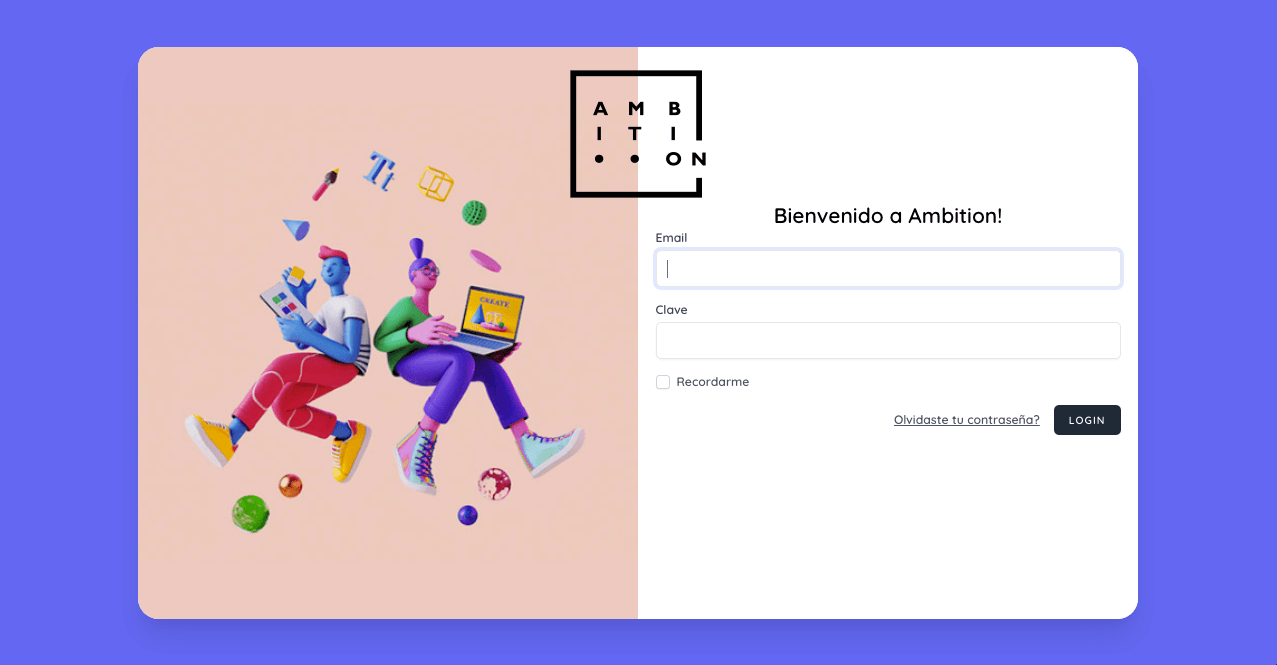 A M B
I T I
O N
Tt
CREATE
Bienvenido a Ambition!
Email
Clave
Recordarme
Olvidaste tu contraseña?
LOGIN